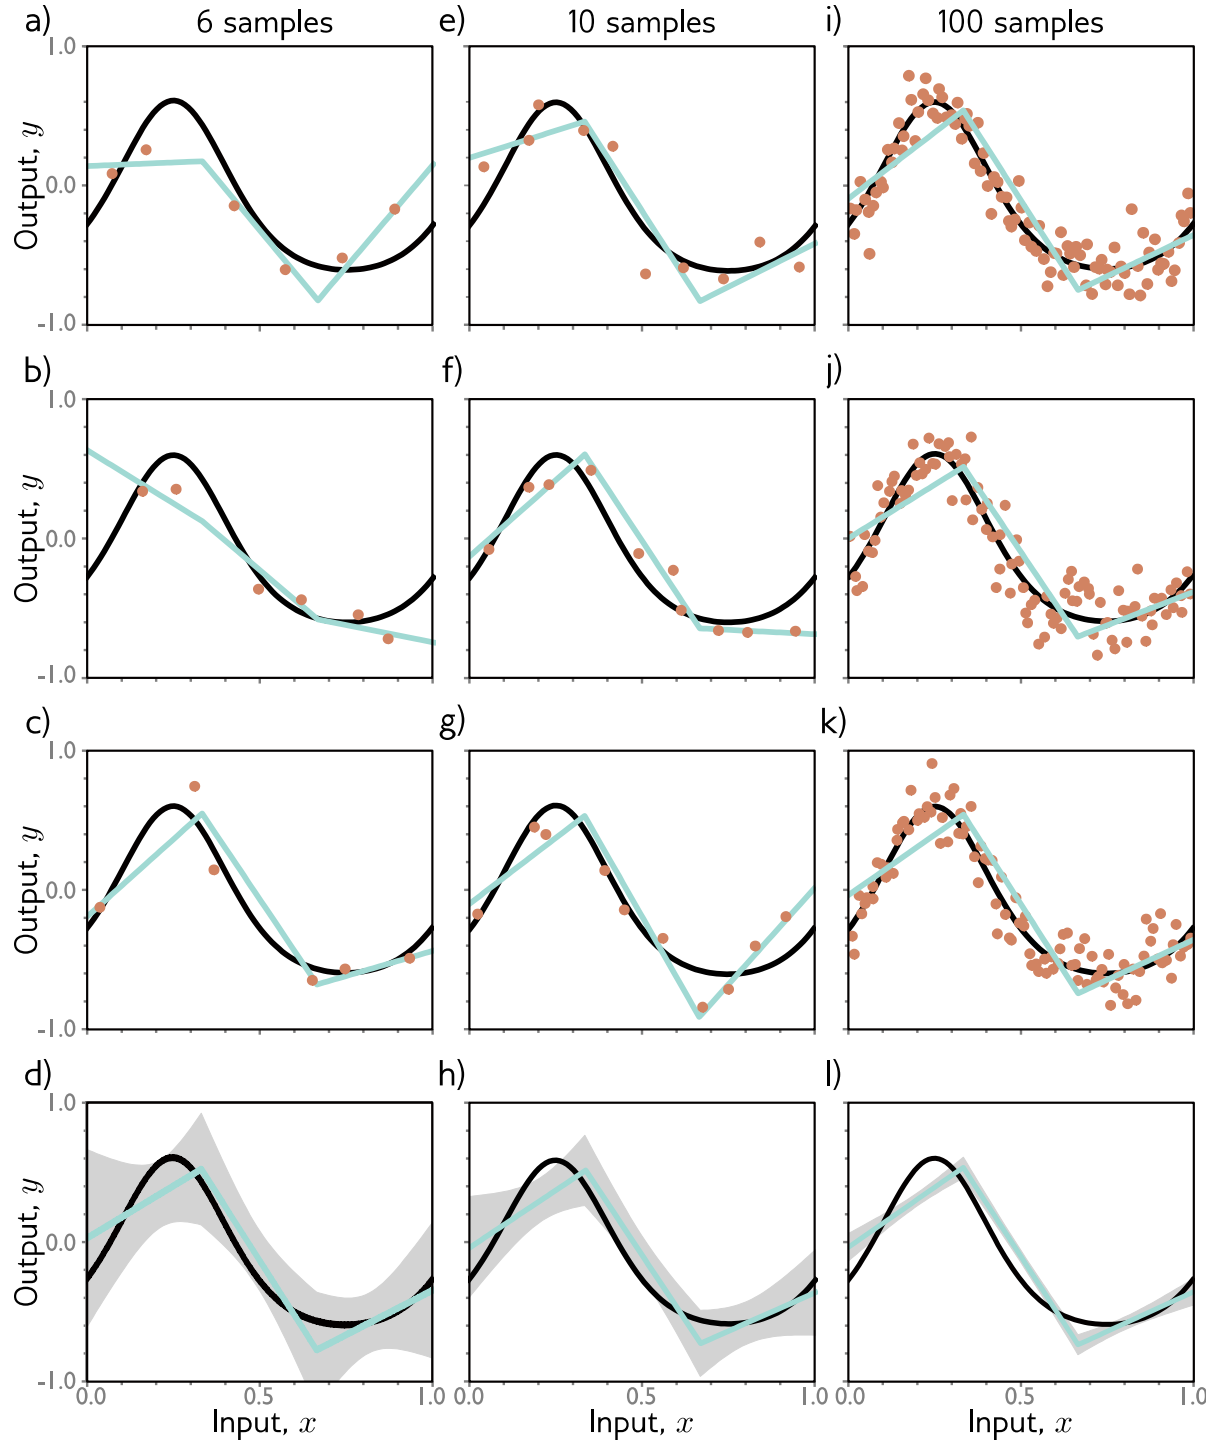 a) 6 samples e) 10 samples i) 100 samples
1.0
Output, y
0.0
-1.0
b) f) j)
1.0
Output, y
0.0
-1.0
c) g) k)
1.0
Output, y
0.0
-1.0
d) h) l)
1.0
Output, y
0.0
-1.0
0.0 0.5 1.0 0.0 0.5 1.0 0.0 0.5 1.0
Input, x Input, x Input, x